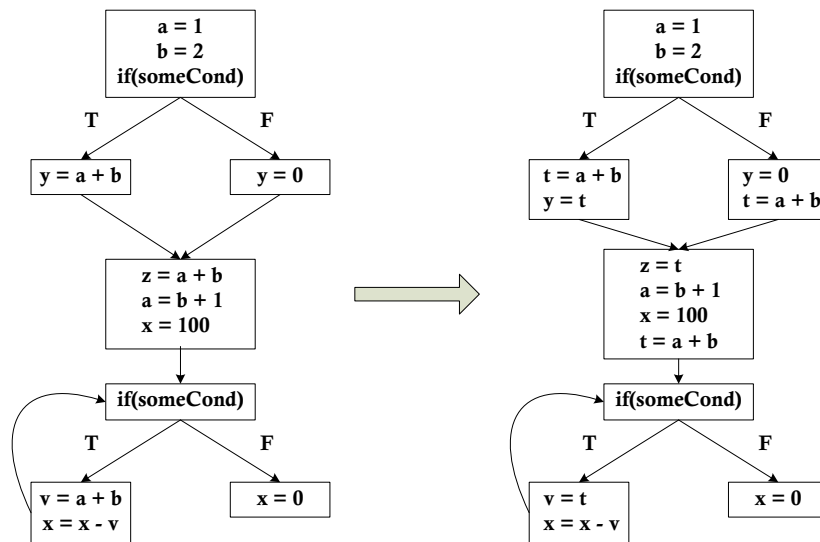 a = 1
b = 2
if(someCond)
T
F
y = a + b
y = 0
z = a + b
a = b + 1
x = 100
if(someCond)
T
F
v = a + b
x = x - v
x = 0
a = 1
b = 2
if(someCond)
T
F
t = a + b
y = t
y = 0
t = a + b
z = t
a = b + 1
x = 100
t = a + b
if(someCond)
T
F
v = t
x = x - v
x = 0